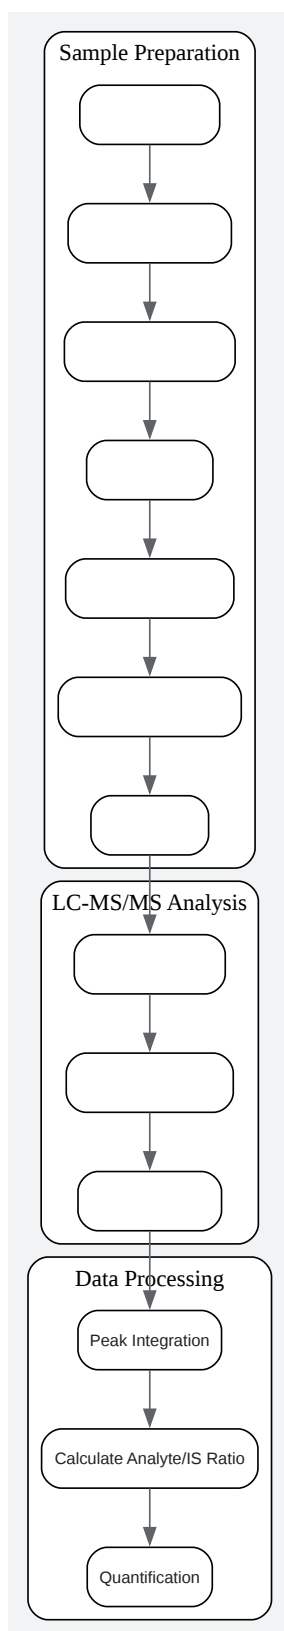 Sample Preparation
LC-MS/MS Analysis
Data Processing
Peak Integration
Calculate Analyte/IS Ratio
Quantification